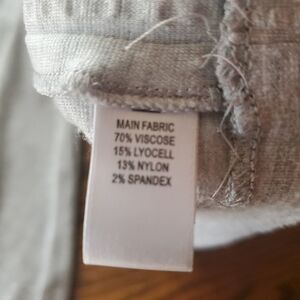 MAIN FABRIC
70% VISCOSE
15% LYOCELL
13% NYLON
2% SPANDEX